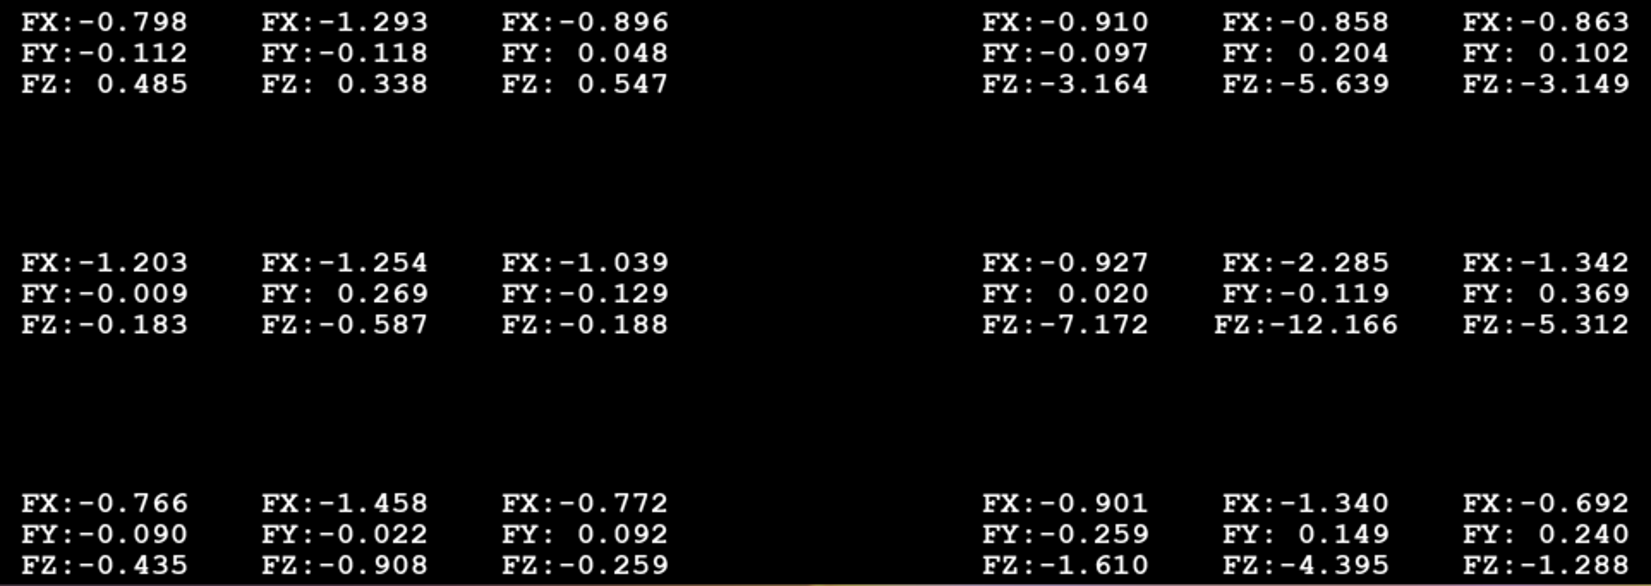 FX:-0.798 FX:-1.293 FX:-0.896 FX:-0.910 FX:-0.858 FX:-0.863
FY:-0.112 FY:-0.118 FY: 0.048 FY:-0.097 FY: 0.204 FY: 0.102
FZ: 0.485 FZ: 0.338 FZ: 0.547 FZ:-3.164 FZ:-5.639 FZ:-3.149
FX:-1.203 FX:-1.254 FX:-1.039 FX:-0.927 FX:-2.285 FX:-1.342
FY:-0.009 FY: 0.269 FY:-0.129 FY: 0.020 FY:-0.119 FY: 0.369
FZ:-0.183 FZ:-0.587 FZ:-0.188 FZ:-7.172 FZ:-12.166 FZ:-5.312
FX:-0.766 FX:-1.458 FX:-0.772 FX:-0.901 FX:-1.340 FX:-0.692
FY:-0.090 FY:-0.022 FY: 0.092 FY:-0.259 FY: 0.149 FY: 0.240
FZ:-0.435 FZ:-0.908 FZ:-0.259 FZ:-1.610 FZ:-4.395 FZ:-1.288